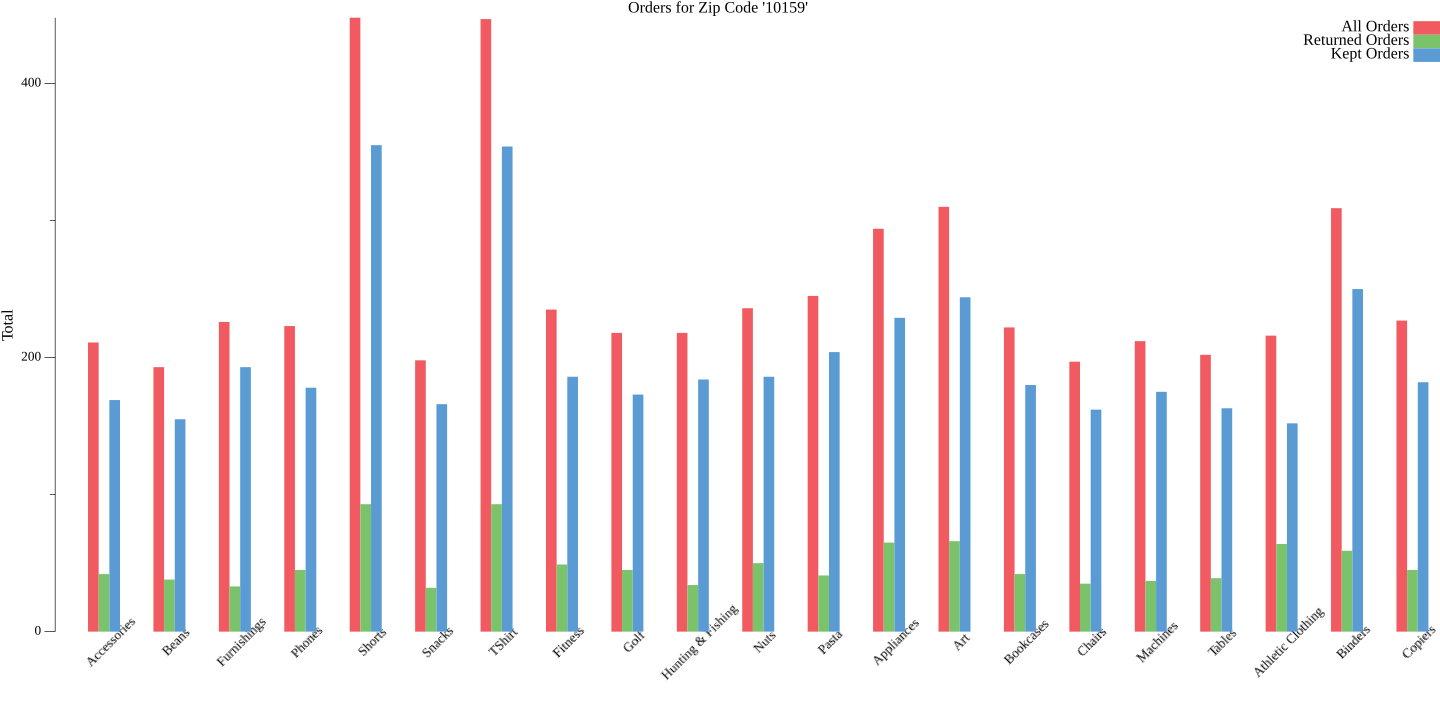 Orders for Zip Code '10159'
All Orders
Returned Orders
Kept Orders
Total
400
200
0
Accessories
Beans
Furnishings
Phones
Shorts
Snacks
TShirt
Fitness
Golf
Hunting & Fishing
Nuts
Pasta
Appliances
Art
Bookcases
Chairs
Machines
Tables
Athletic Clothing
Binders
Copiers